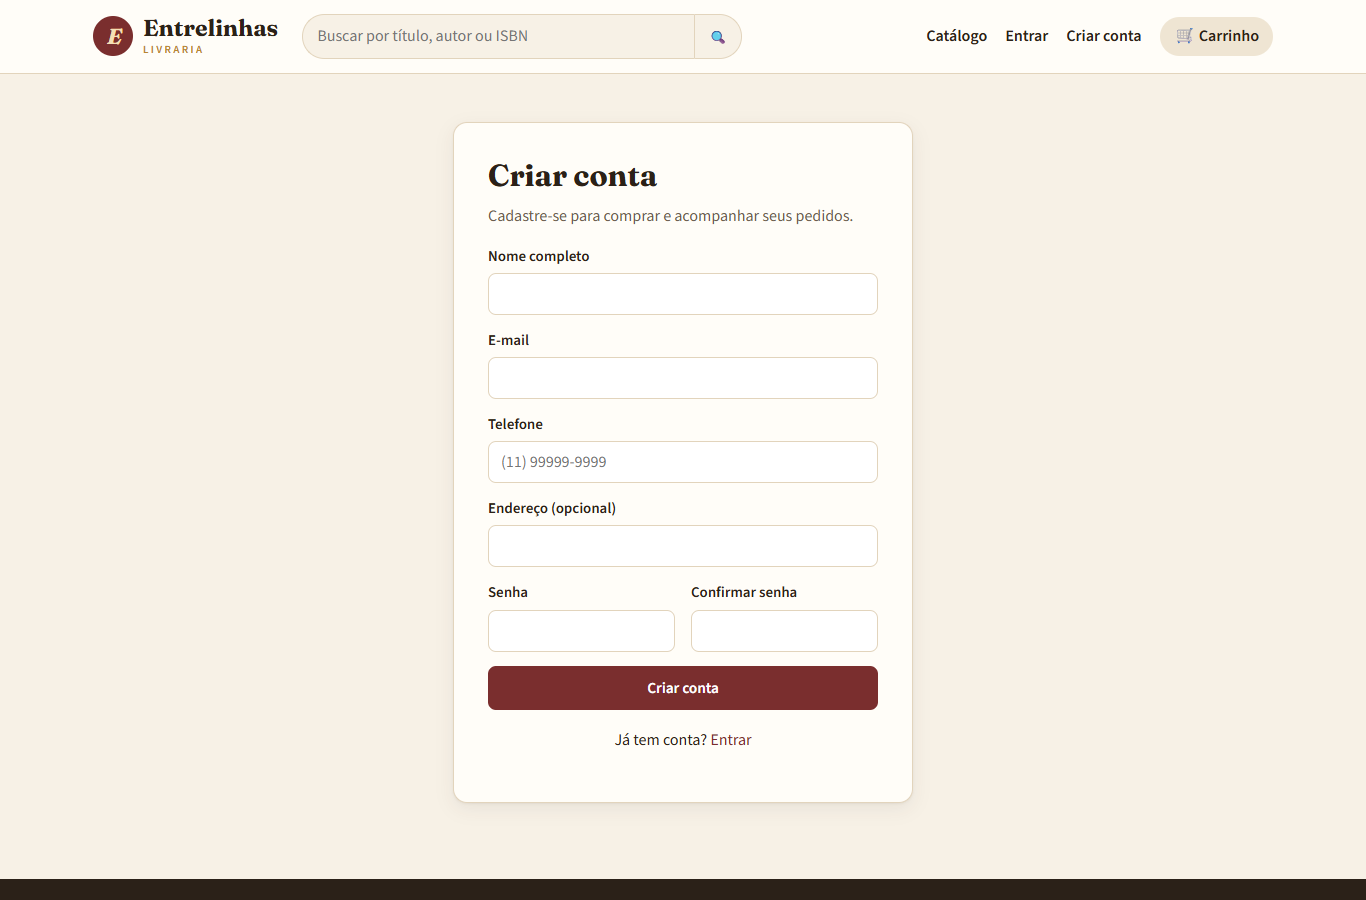 E
Entrelinhas
LIVRARIA
Buscar por título, autor ou ISBN
Catálogo
Entrar
Criar conta
Carrinho
Criar conta
Cadastre-se para comprar e acompanhar seus pedidos.
Nome completo
E-mail
Telefone
(11) 99999-9999
Endereço (opcional)
Senha
Confirmar senha
Criar conta
Já tem conta? Entrar